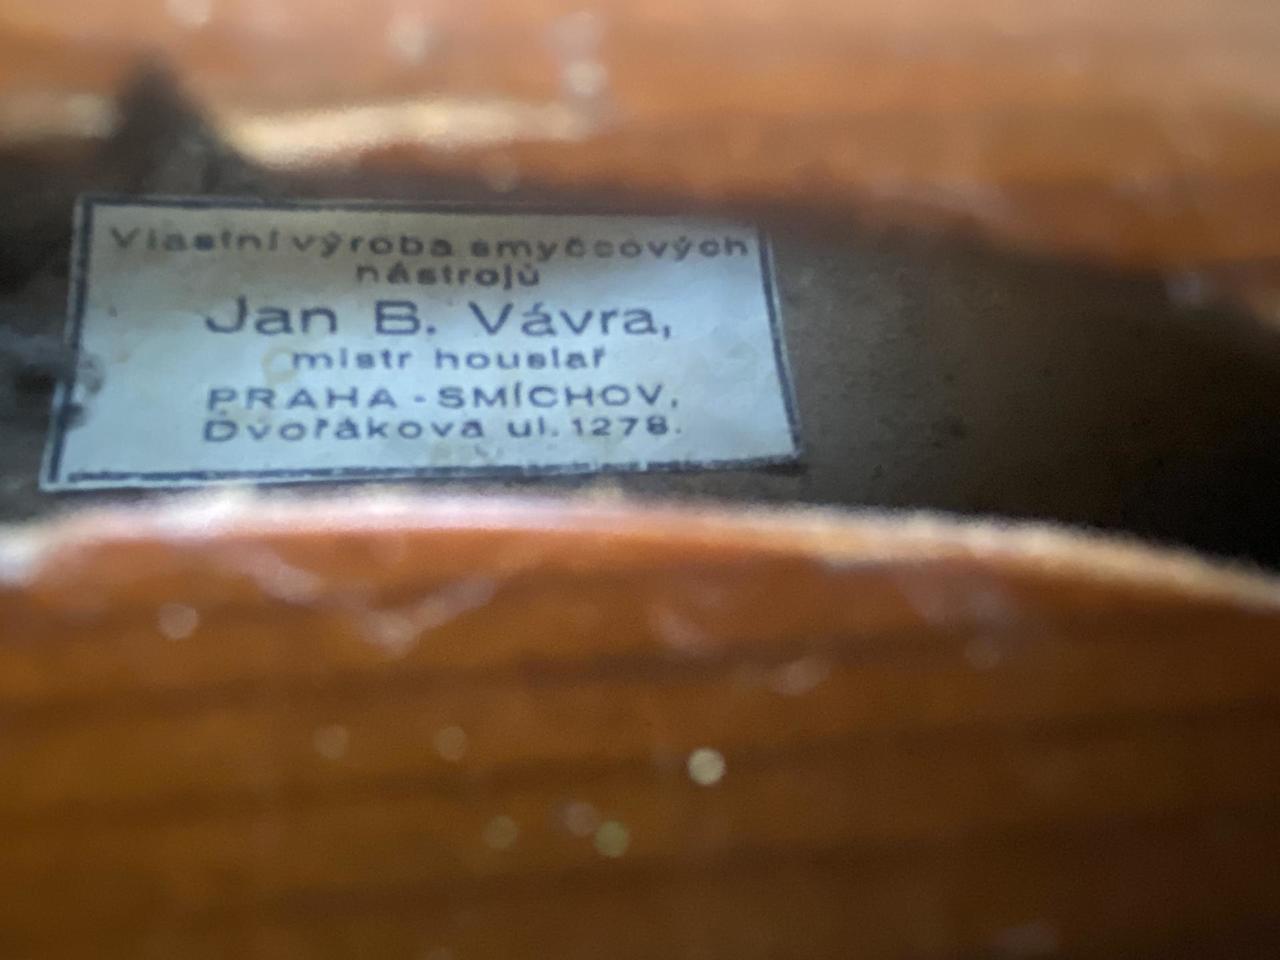 Vlastní výroba smyčcových
nástrojů
Jan B. Vávra,
mistr houslař
PRAHA - SMÍCHOV,
Dvořákova ul. 1278.